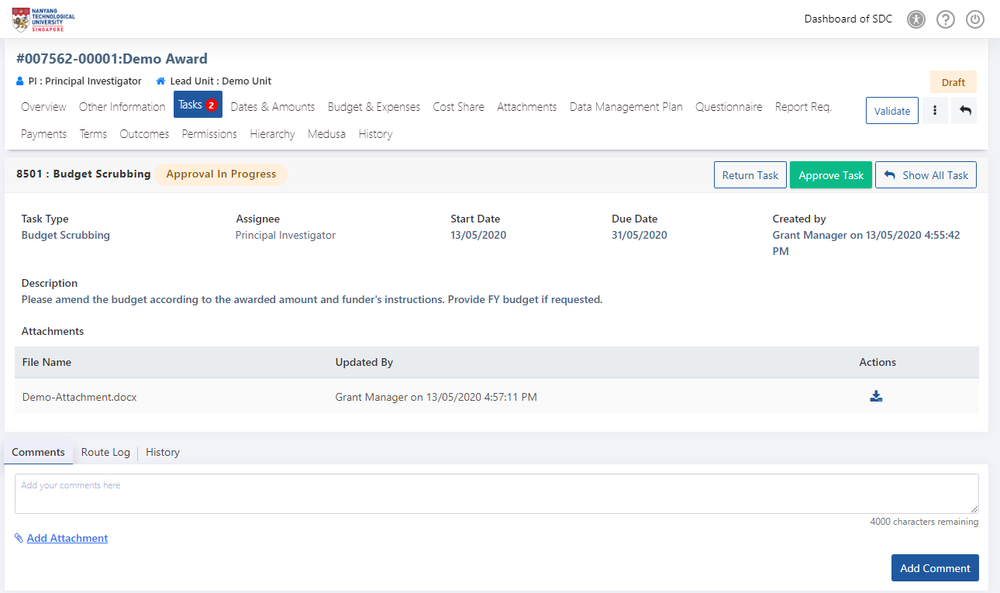 NANYANG
TECHNOLOGICAL
UNIVERSITY
SINGAPORE
Dashboard of SDC
#007562-00001:Demo Award
PI : Principal Investigator Lead Unit : Demo Unit
Draft
Overview Other Information Tasks 2 Dates & Amounts Budget & Expenses Cost Share Attachments Data Management Plan Questionnaire Report Req.
Validate
Payments Terms Outcomes Permissions Hierarchy Medusa History
8501 : Budget Scrubbing Approval In Progress Return Task Approve Task Show All Task
Task Type Assignee Start Date Due Date Created by
Budget Scrubbing Principal Investigator 13/05/2020 31/05/2020 Grant Manager on 13/05/2020 4:55:42
PM
Description
Please amend the budget according to the awarded amount and funder's instructions. Provide FY budget if requested.
Attachments
File Name Updated By Actions
Demo-Attachment.docx Grant Manager on 13/05/2020 4:57:11 PM
Comments Route Log History
Add your comments here
4000 characters remaining
Add Attachment
Add Comment